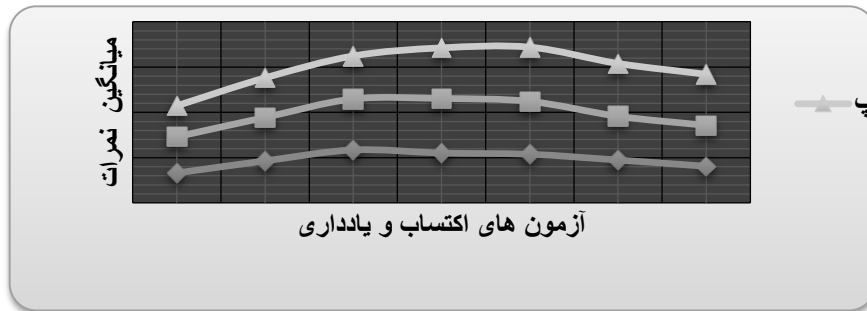 میانگین نمرات
آزمون های اکتساب و یادداری